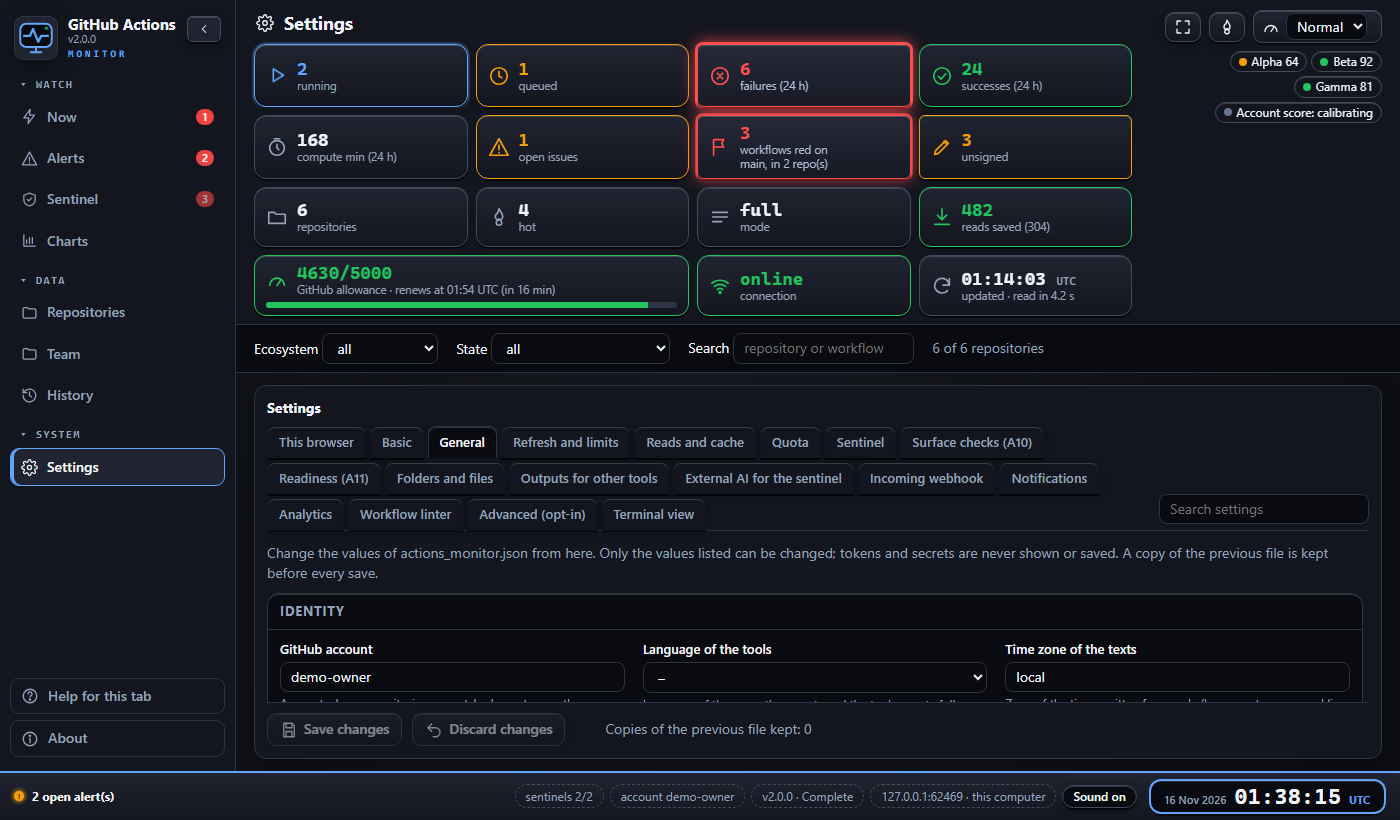 GitHub Actions
v2.0.0
MONITOR
WATCH
Now 1
Alerts 2
Sentinel 3
Charts
DATA
Repositories
Team
History
SYSTEM
Settings
Help for this tab
About
Settings
Normal
Alpha 64
Beta 92
Gamma 81
Account score: calibrating
2
running
1
queued
6
failures (24 h)
24
successes (24 h)
168
compute min (24 h)
1
open issues
3
workflows red on
main, in 2 repo(s)
3
unsigned
6
repositories
4
hot
full
mode
482
reads saved (304)
4630/5000
GitHub allowance · renews at 01:54 UTC (in 16 min)
online
connection
01:14:03 UTC
updated · read in 4.2 s
Ecosystem all State all Search repository or workflow 6 of 6 repositories
Settings
This browser Basic General Refresh and limits Reads and cache Quota Sentinel Surface checks (A10)
Readiness (A11) Folders and files Outputs for other tools External AI for the sentinel Incoming webhook Notifications
Analytics Workflow linter Advanced (opt-in) Terminal view
Search settings
Change the values of actions_monitor.json from here. Only the values listed can be changed; tokens and secrets are never shown or saved. A copy of the previous file is kept
before every save.
IDENTITY
GitHub account Language of the tools Time zone of the texts
demo-owner – local
Save changes Discard changes Copies of the previous file kept: 0
2 open alert(s) sentinels 2/2 account demo-owner v2.0.0 · Complete 127.0.0.1:62469 · this computer Sound on 16 Nov 2026 01:38:15 UTC